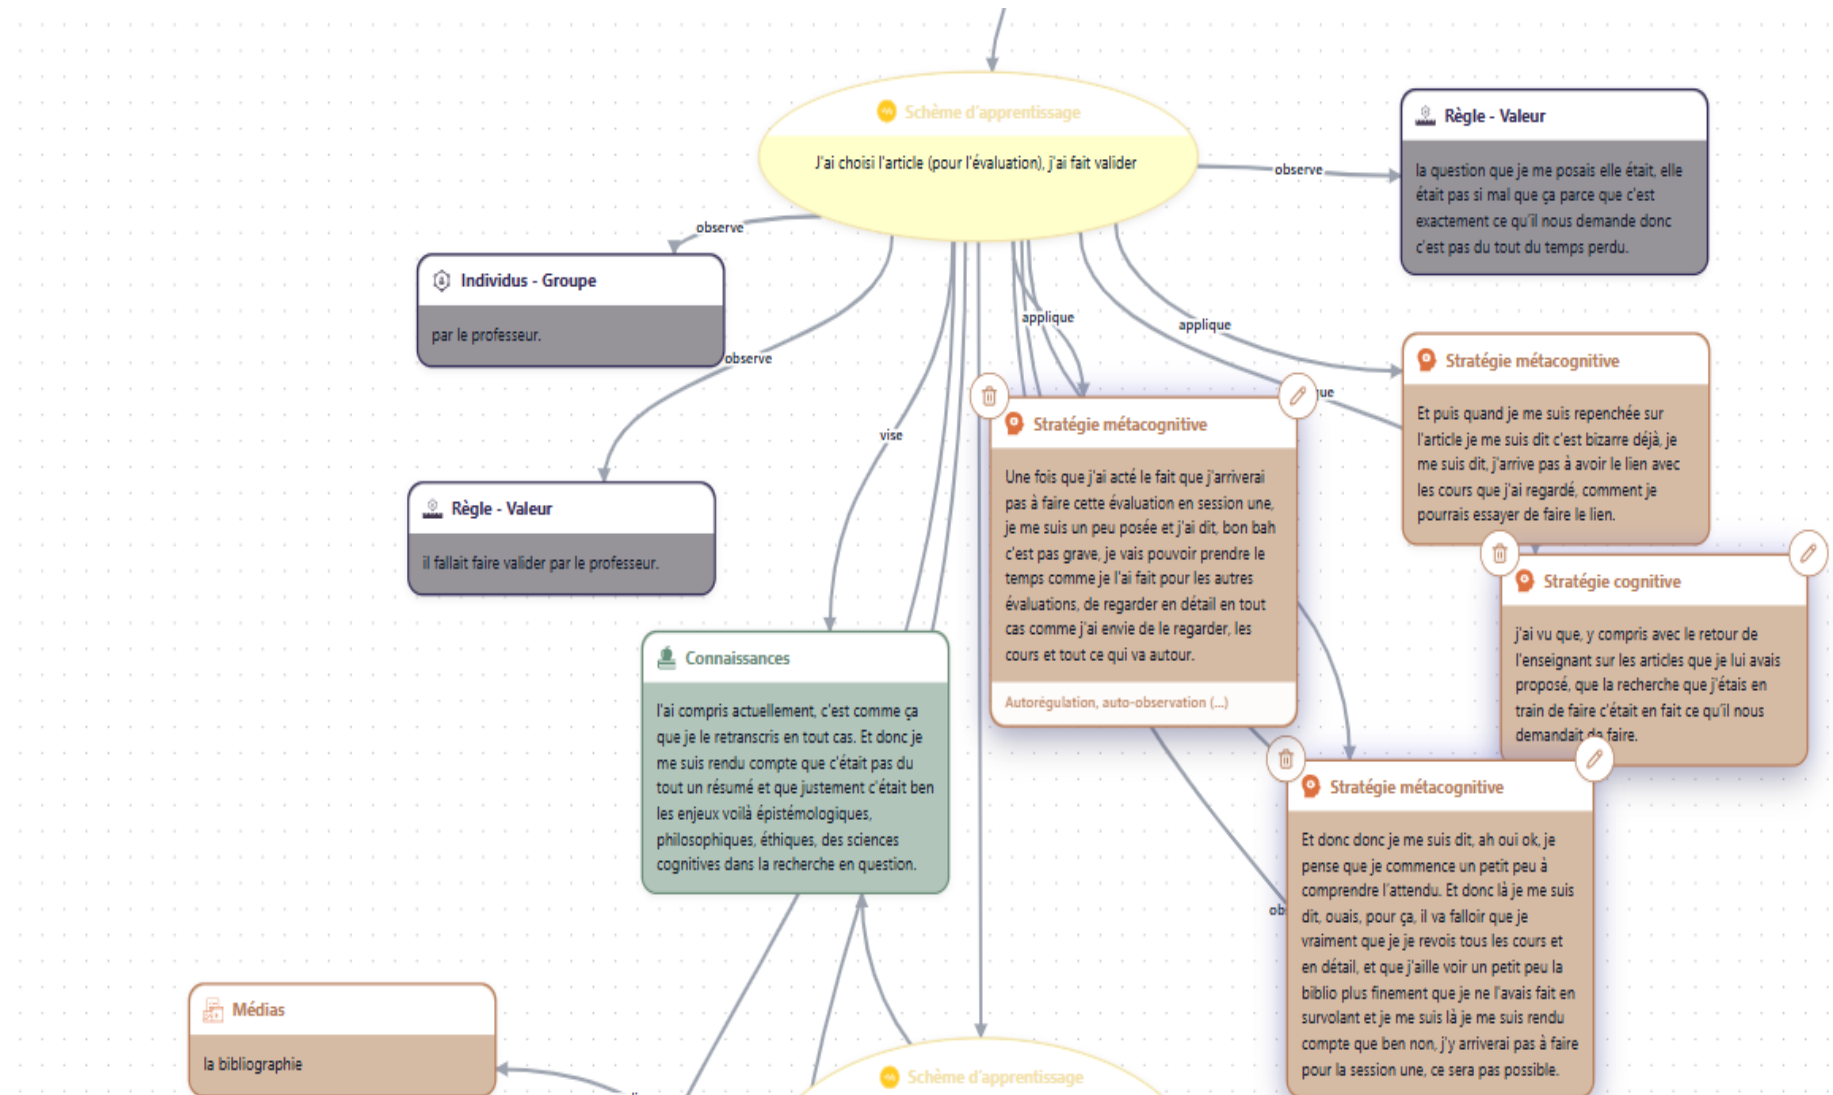 Schème d'apprentissage
J'ai choisi l'article (pour l'évaluation), j'ai fait valider
observe
Règle - Valeur
la question que je me posais elle était, elle
était pas si mal que ça parce que c'est
exactement ce qu'il nous demande donc
c'est pas du tout du temps perdu.
observe
Individus - Groupe
par le professeur.
observe
Règle - Valeur
il fallait faire valider par le professeur.
vise
applique
applique
que
Stratégie métacognitive
Et puis quand je me suis repenchée sur
l'article je me suis dit c'est bizarre déjà, je
me suis dit, j'arrive pas à avoir le lien avec
les cours que j'ai regardé, comment je
pourrais essayer de faire le lien.
Stratégie métacognitive
Une fois que j'ai acté le fait que j'arriverai
pas à faire cette évaluation en session une,
je me suis un peu posée et j'ai dit, bon bah
c'est pas grave, je vais pouvoir prendre le
temps comme je l'ai fait pour les autres
évaluations, de regarder en détail en tout
cas comme j'ai envie de le regarder, les
cours et tout ce qui va autour.
Autorégulation, auto-observation (...)
Stratégie cognitive
j'ai vu que, y compris avec le retour de
l'enseignant sur les articles que je lui avais
proposé, que la recherche que j'étais en
train de faire c'était en fait ce qu'il nous
demandait de faire.
Connaissances
J'ai compris actuellement, c'est comme ça
que je le retranscris en tout cas. Et donc je
me suis rendu compte que c'était pas du
tout un résumé et que justement c'était ben
les enjeux voilà épistémologiques,
philosophiques, éthiques, des sciences
cognitives dans la recherche en question.
Stratégie métacognitive
Et donc donc je me suis dit, ah oui ok, je
pense que je commence un petit peu à
comprendre l'attendu. Et donc là je me suis
dit, ouais, pour ça, il va falloir que je
vraiment que je je revois tous les cours et
en détail, et que j'aille voir un petit peu la
biblio plus finement que je ne l'avais fait en
survolant et je me suis là je me suis rendu
compte que ben non, j'y arriverai pas à faire
pour la session une, ce sera pas possible.
ob
Médias
la bibliographie
Schème d'apprentissage